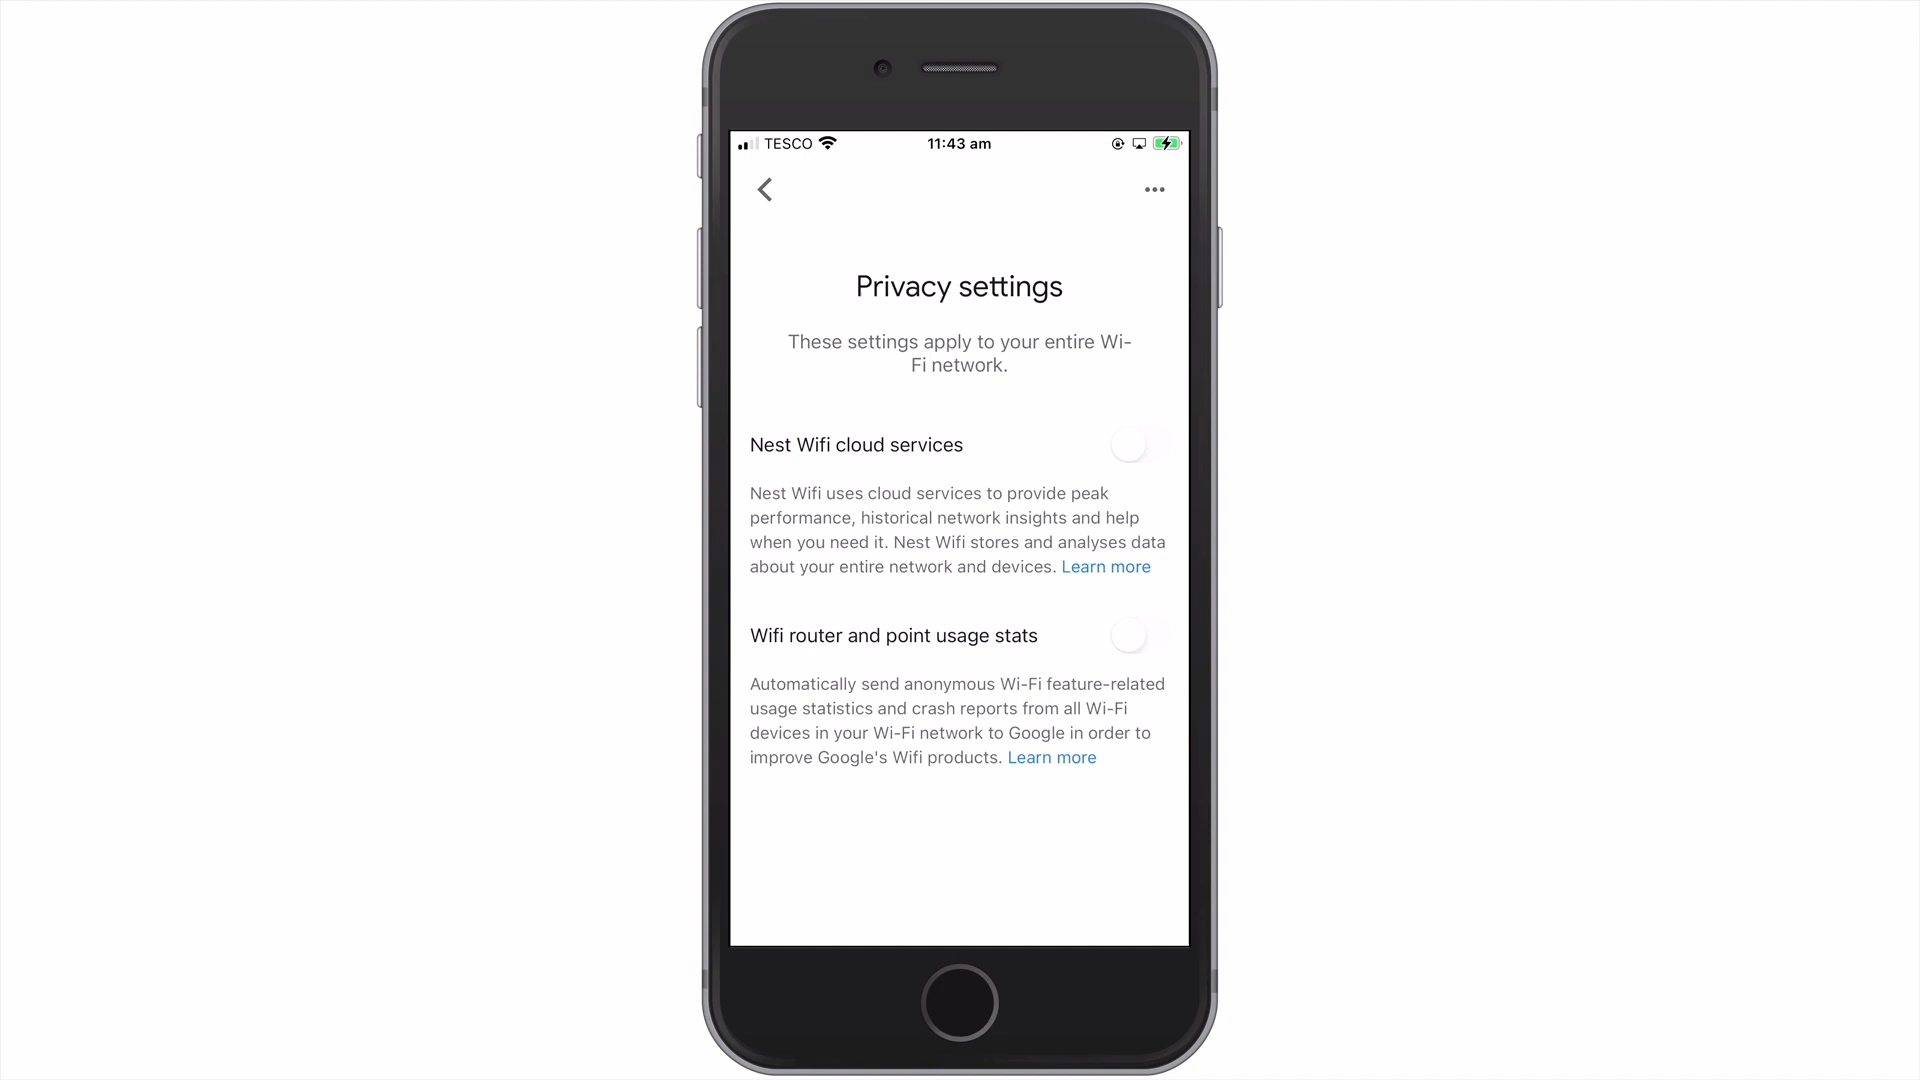 TESCO 11:43 am
Privacy settings
These settings apply to your entire Wi-
Fi network.
Nest Wifi cloud services
Nest Wifi uses cloud services to provide peak
performance, historical network insights and help
when you need it. Nest Wifi stores and analyses data
about your entire network and devices. Learn more
Wifi router and point usage stats
Automatically send anonymous Wi-Fi feature-related
usage statistics and crash reports from all Wi-Fi
devices in your Wi-Fi network to Google in order to
improve Google's Wifi products. Learn more